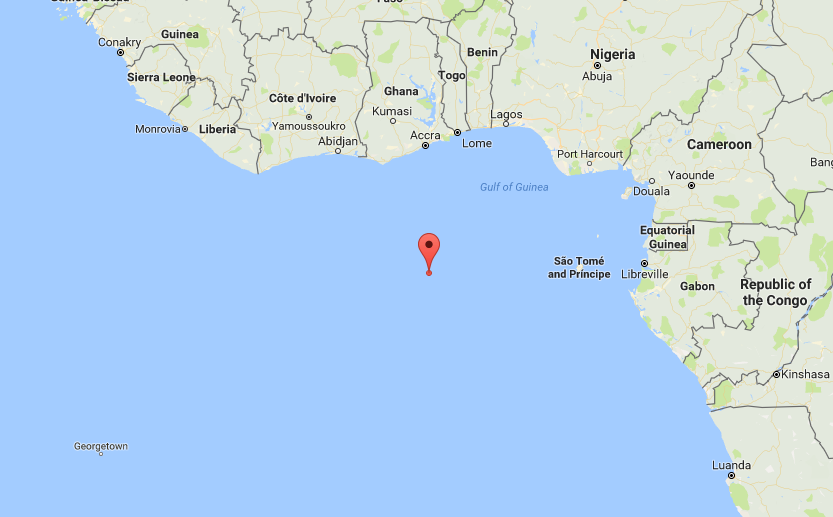 Conakry
Guinea
Sierra Leone
Monrovia
Liberia
Côte d'Ivoire
Yamoussoukro
Abidjan
Ghana
Kumasi
Accra
Togo
Lome
Benin
Lagos
Nigeria
Abuja
Port Harcourt
Cameroon
Yaounde
Douala
Bang
Gulf of Guinea
Equatorial
Guinea
São Tomé
and Príncipe
Libreville
Gabon
Republic of
the Congo
Kinshasa
Georgetown
Luanda